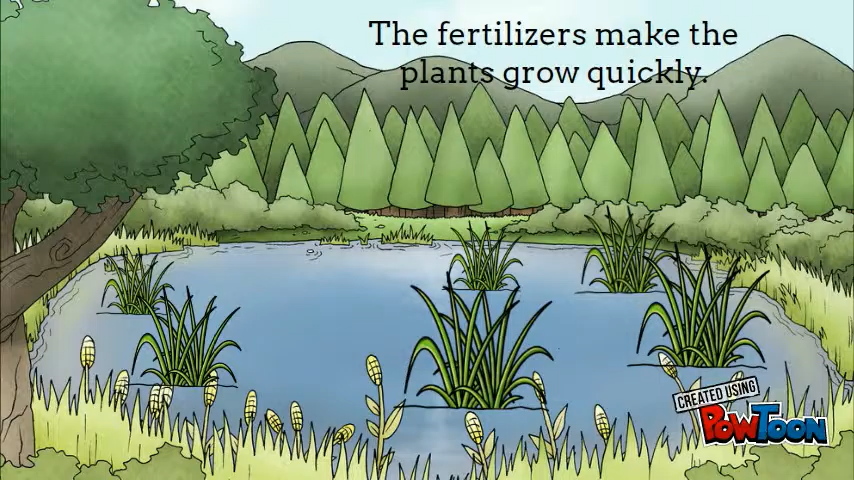 The fertilizers make the
plants grow quickly.
CREATED USING
POWTOON